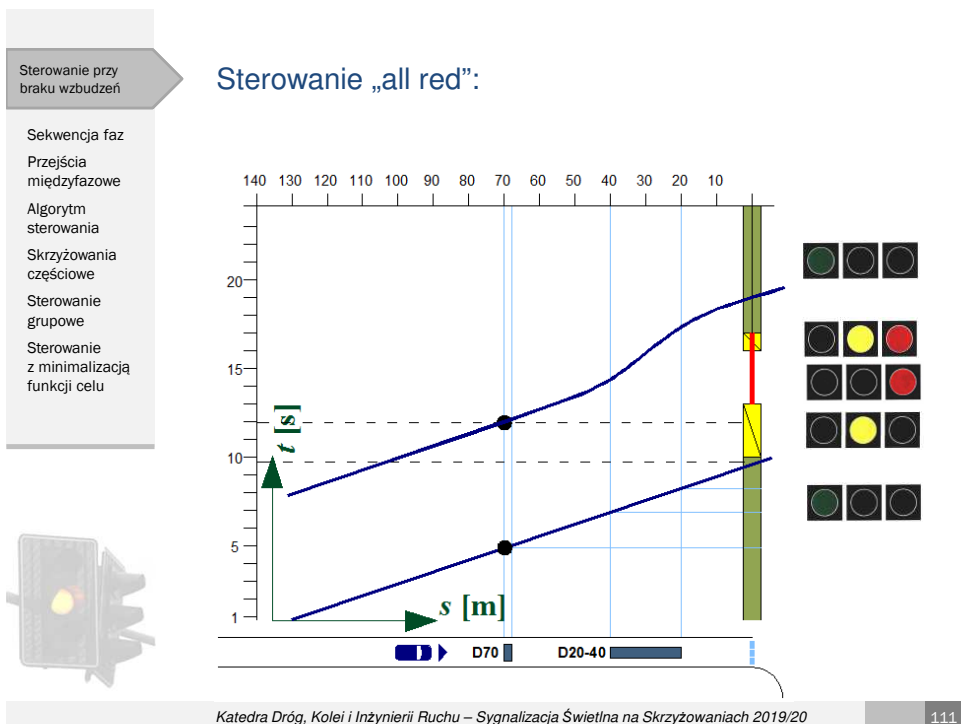 Sterowanie przy
braku wzbudzeń
Sekwencja faz
Przejścia
międzyfazowe
Algorytm
sterowania
Skrzyżowania
częściowe
Sterowanie
grupowe
Sterowanie
z minimalizacją
funkcji celu
Sterowanie „all red”:
140 130 120 110 100 90 80 70 60 50 40 30 20 10
20
15
10
5
1
t [s]
s [m]
D70 D20-40
Katedra Dróg, Kolei i Inżynierii Ruchu – Sygnalizacja Świetlna na Skrzyżowaniach 2019/20 111